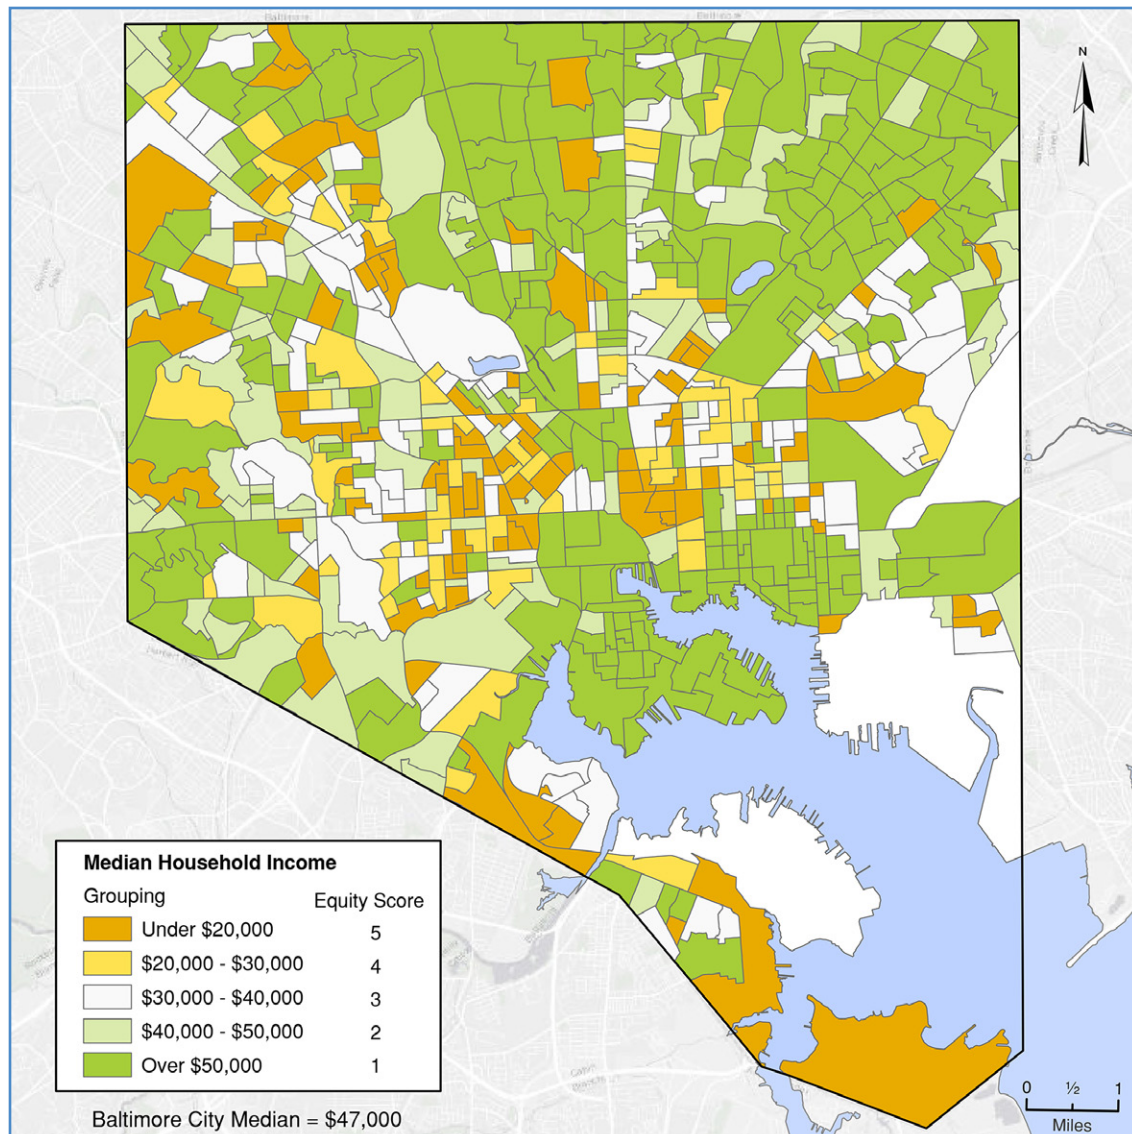 Baltimore
N
Median Household Income
Grouping Equity Score
Under $20,000 5
$20,000 - $30,000 4
$30,000 - $40,000 3
$40,000 - $50,000 2
Over $50,000 1
Baltimore City Median = $47,000
0 ½ 1
Miles